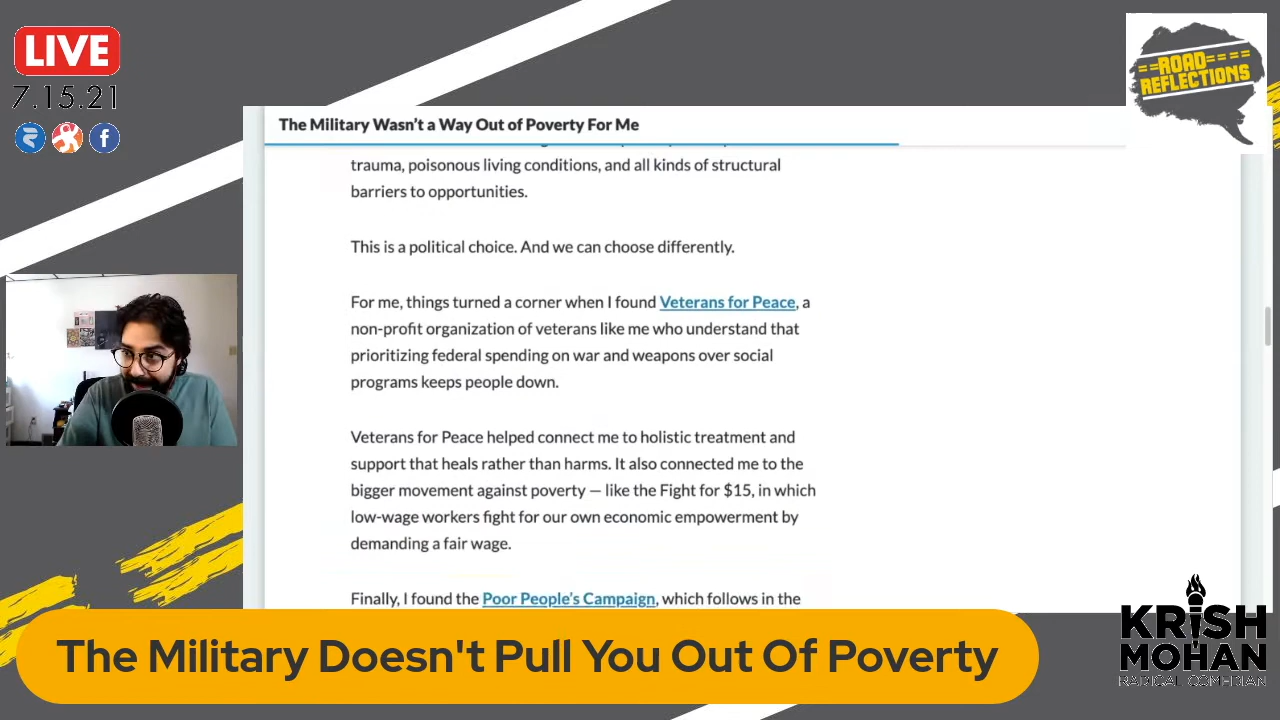 LIVE
7.15.21
==ROAD====
REFLECTIONS
The Military Wasn't a Way Out of Poverty For Me
trauma, poisonous living conditions, and all kinds of structural
barriers to opportunities.
This is a political choice. And we can choose differently.
For me, things turned a corner when I found Veterans for Peace, a
non-profit organization of veterans like me who understand that
prioritizing federal spending on war and weapons over social
programs keeps people down.
Veterans for Peace helped connect me to holistic treatment and
support that heals rather than harms. It also connected me to the
bigger movement against poverty — like the Fight for $15, in which
low-wage workers fight for our own economic empowerment by
demanding a fair wage.
Finally, I found the Poor People's Campaign, which follows in the
The Military Doesn't Pull You Out Of Poverty
KRISH
MOHAN
RADICAL COMEDIAN